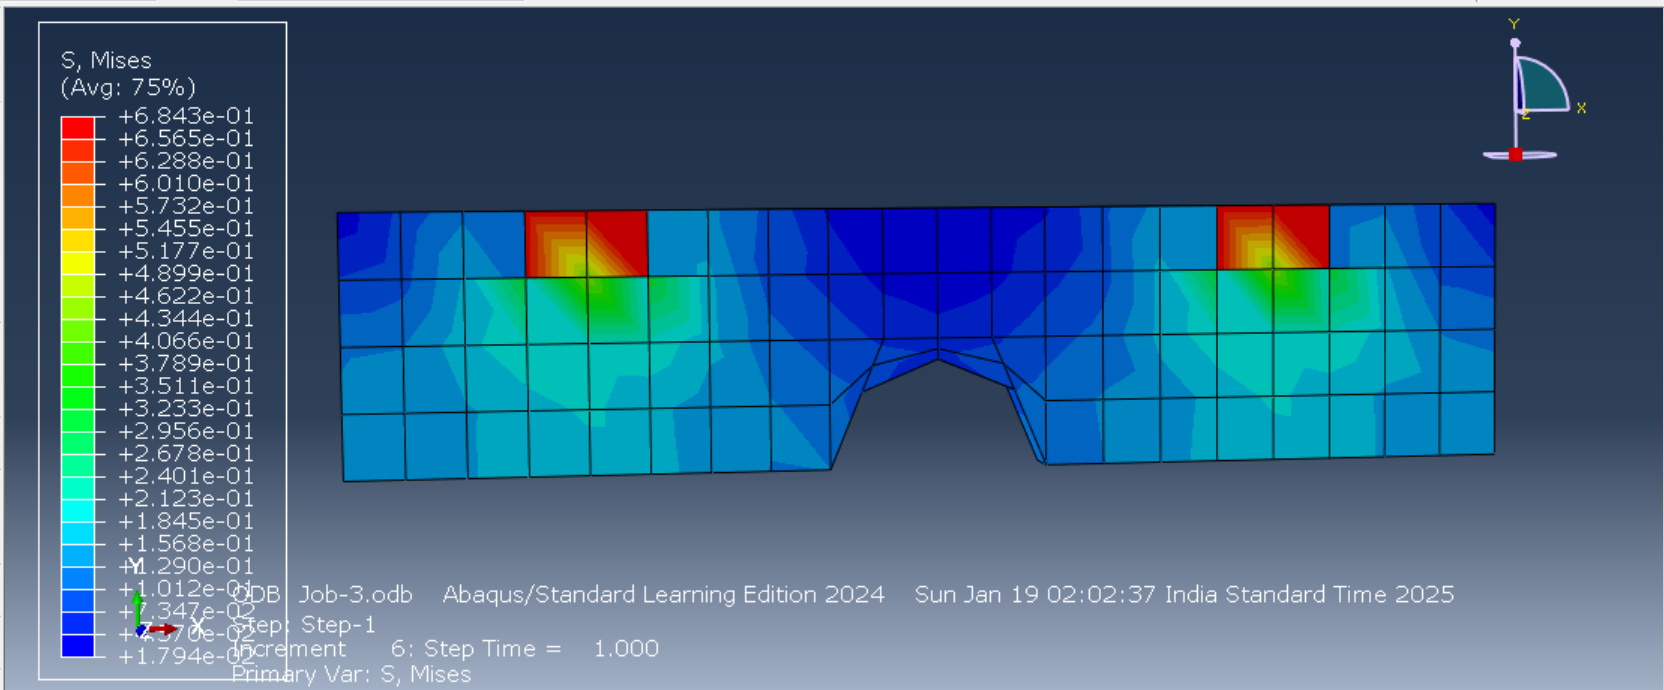 S, Mises
(Avg: 75%)
+6.843e-01
+6.565e-01
+6.288e-01
+6.010e-01
+5.732e-01
+5.455e-01
+5.177e-01
+4.899e-01
+4.622e-01
+4.344e-01
+4.066e-01
+3.789e-01
+3.511e-01
+3.233e-01
+2.956e-01
+2.678e-01
+2.401e-01
+2.123e-01
+1.845e-01
+1.568e-01
+1.290e-01
+1.012e-01
+7.347e-02
+1.794e-02
Y
X
Z
Y
Z X
ODB: Job-3.odb Abaqus/Standard Learning Edition 2024 Sun Jan 19 02:02:37 India Standard Time 2025
Step: Step-1
Increment 6: Step Time = 1.000
Primary Var: S, Mises